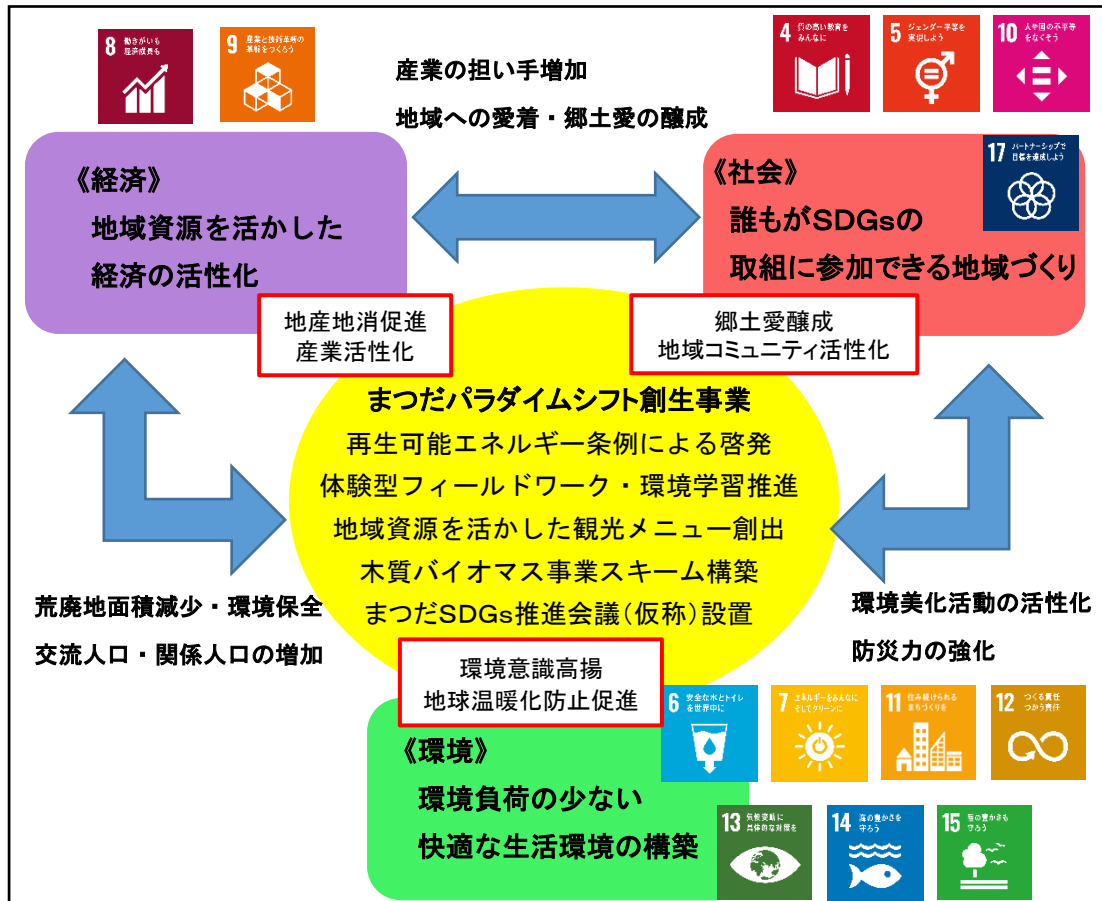 8 働きがいも
経済成長も
9 産業と技術革新の
基盤をつくろう
産業の担い手増加
地域への愛着・郷土愛の醸成
4 質の高い教育を
みんなに
5 ジェンダー平等を
実現しよう
10 人や国の不平等
をなくそう
17 パートナーシップで
目標を達成しよう
《経済》
地域資源を活かした
経済の活性化
《社会》
誰もがSDGsの
取組に参加できる地域づくり
地産地消促進
産業活性化
郷土愛醸成
地域コミュニティ活性化
まつだパラダイムシフト創生事業
再生可能エネルギー条例による啓発
体験型フィールドワーク・環境学習推進
地域資源を活かした観光メニュー創出
木質バイオマス事業スキーム構築
まつだSDGs推進会議(仮称)設置
荒廃地面積減少・環境保全
交流人口・関係人口の増加
環境美化活動の活性化
防災力の強化
環境意識高揚
地球温暖化防止促進
《環境》
環境負荷の少ない
快適な生活環境の構築
6 安全な水とトイレ
を世界中に
7 エネルギーをみんなに
そしてクリーンに
11 住み続けられる
まちづくりを
12 つくる責任
つかう責任
13 気候変動に
具体的な対策を
14 海の豊かさを
守ろう
15 陸の豊かさも
守ろう